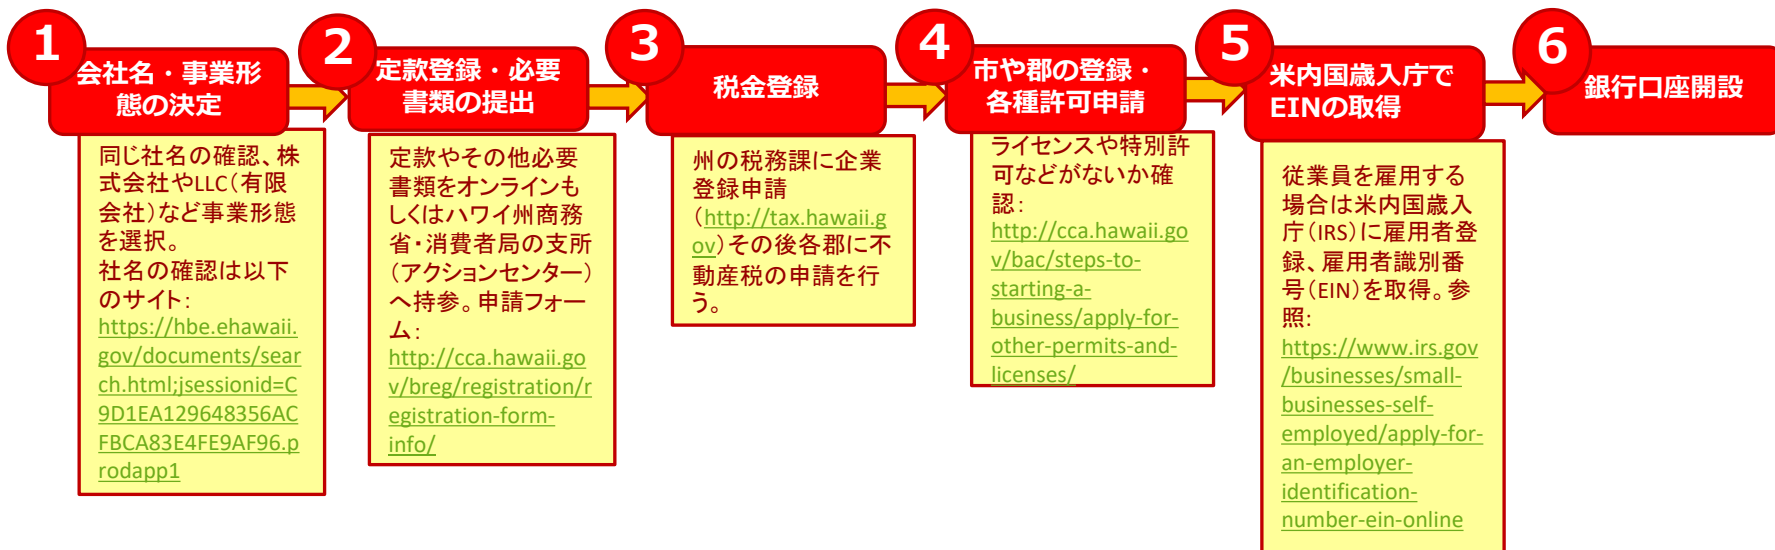 1
会社名・事業形
態の決定
同じ社名の確認、株
式会社やLLC（有限
会社）など事業形態
を選択。
社名の確認は以下
のサイト：
https://hbe.ehawaii.
gov/documents/sear
ch.html;jsessionid=C
9D1EA129648356AC
FBCA83E4FE9AF96.p
rodapp1
2
定款登録・必要
書類の提出
定款やその他必要
書類をオンラインも
しくはハワイ州商務
省・消費者局の支所
（アクションセンター）
へ持参。申請フォー
ム：
http://cca.hawaii.go
v/breg/registration/r
egistration-form-
info/
3
税金登録
州の税務課に企業
登録申請
（http://tax.hawaii.g
ov）その後各郡に不
動産税の申請を行
う。
4
市や郡の登録・
各種許可申請
ライセンスや特別許
可などがないか確
認：
http://cca.hawaii.go
v/bac/steps-to-
starting-a-
business/apply-for-
other-permits-and-
licenses/
5
米内国歳入庁で
EINの取得
従業員を雇用する
場合は米内国歳入
庁（IRS）に雇用者登
録、雇用者識別番
号（EIN）を取得。参
照：
https://www.irs.gov
/businesses/small-
businesses-self-
employed/apply-for-
an-employer-
identification-
number-ein-online
6
銀行口座開設